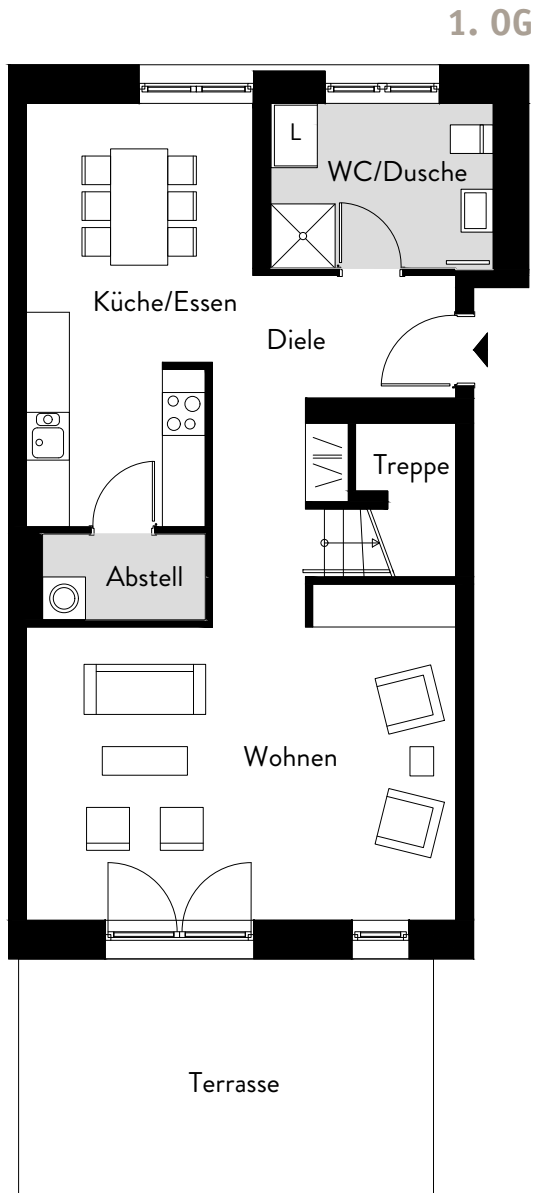 1. OG
L
WC/Dusche
Küche/Essen
Diele
Treppe
Abstell
Wohnen
Terrasse